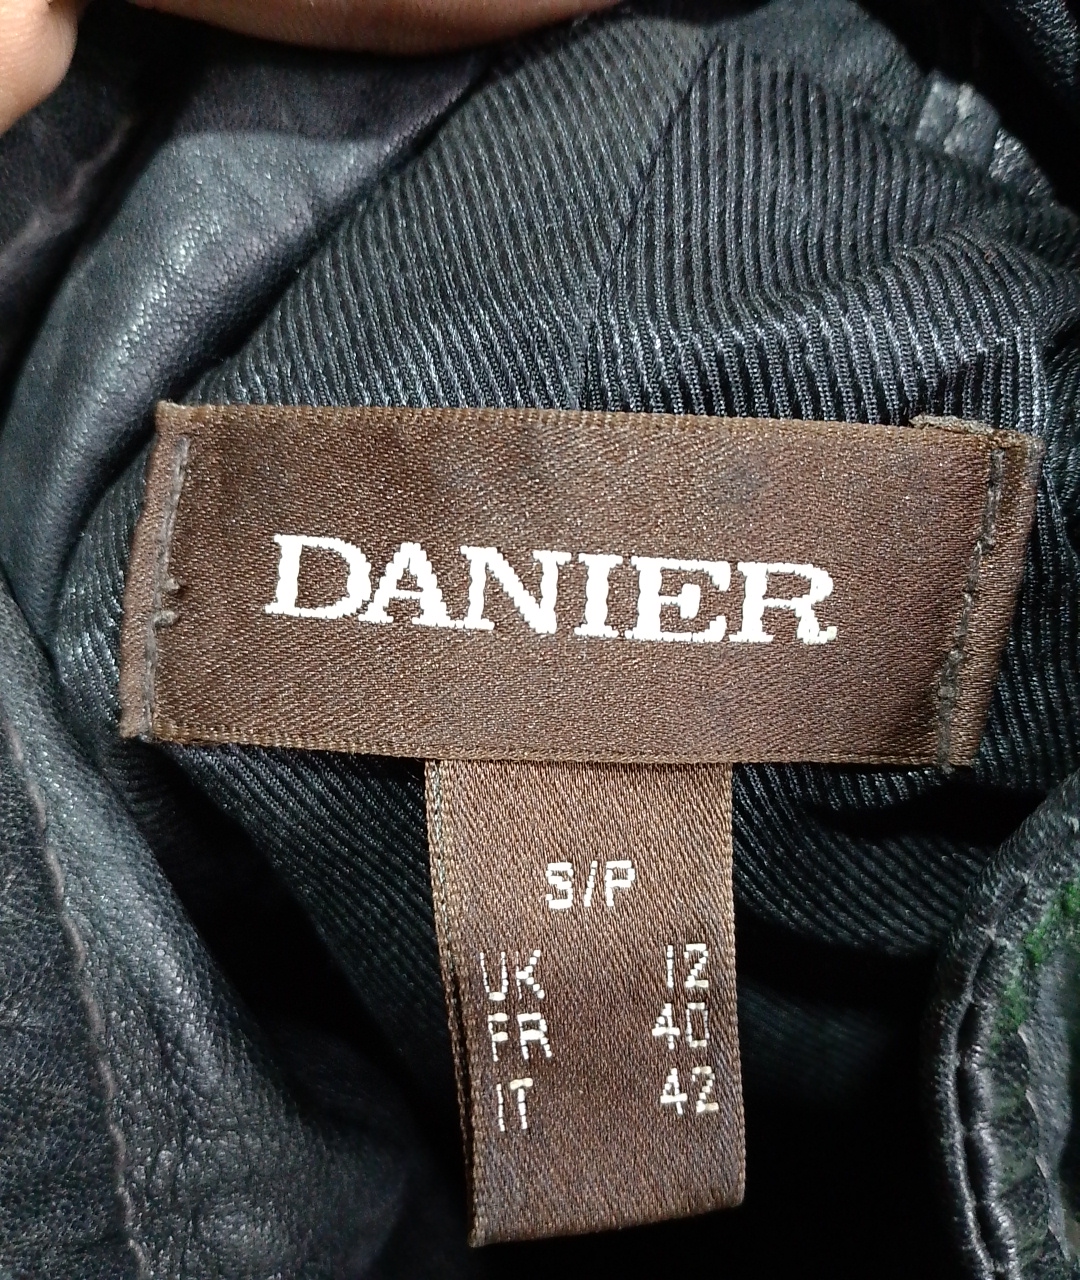 DANIER
S/P
UK 12
FR 40
IT 42